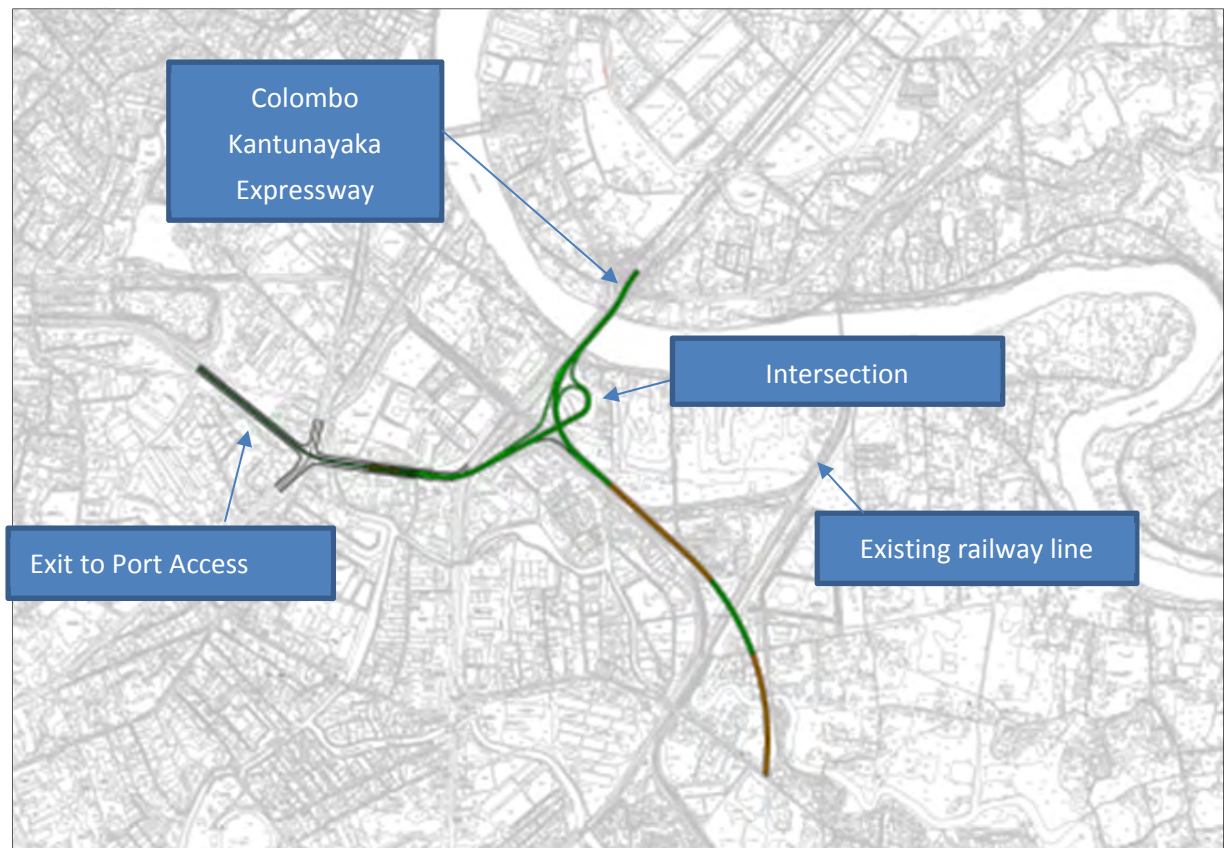 Colombo
Kantunayaka
Expressway
Intersection
Existing railway line
Exit to Port Access